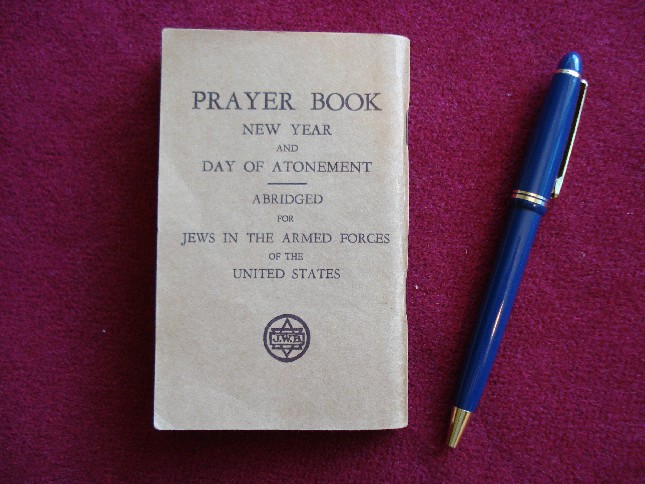 PRAYER BOOK
NEW YEAR
AND
DAY OF ATONEMENT
ABRIDGED
FOR
JEWS IN THE ARMED FORCES
OF THE
UNITED STATES
J.W.B.